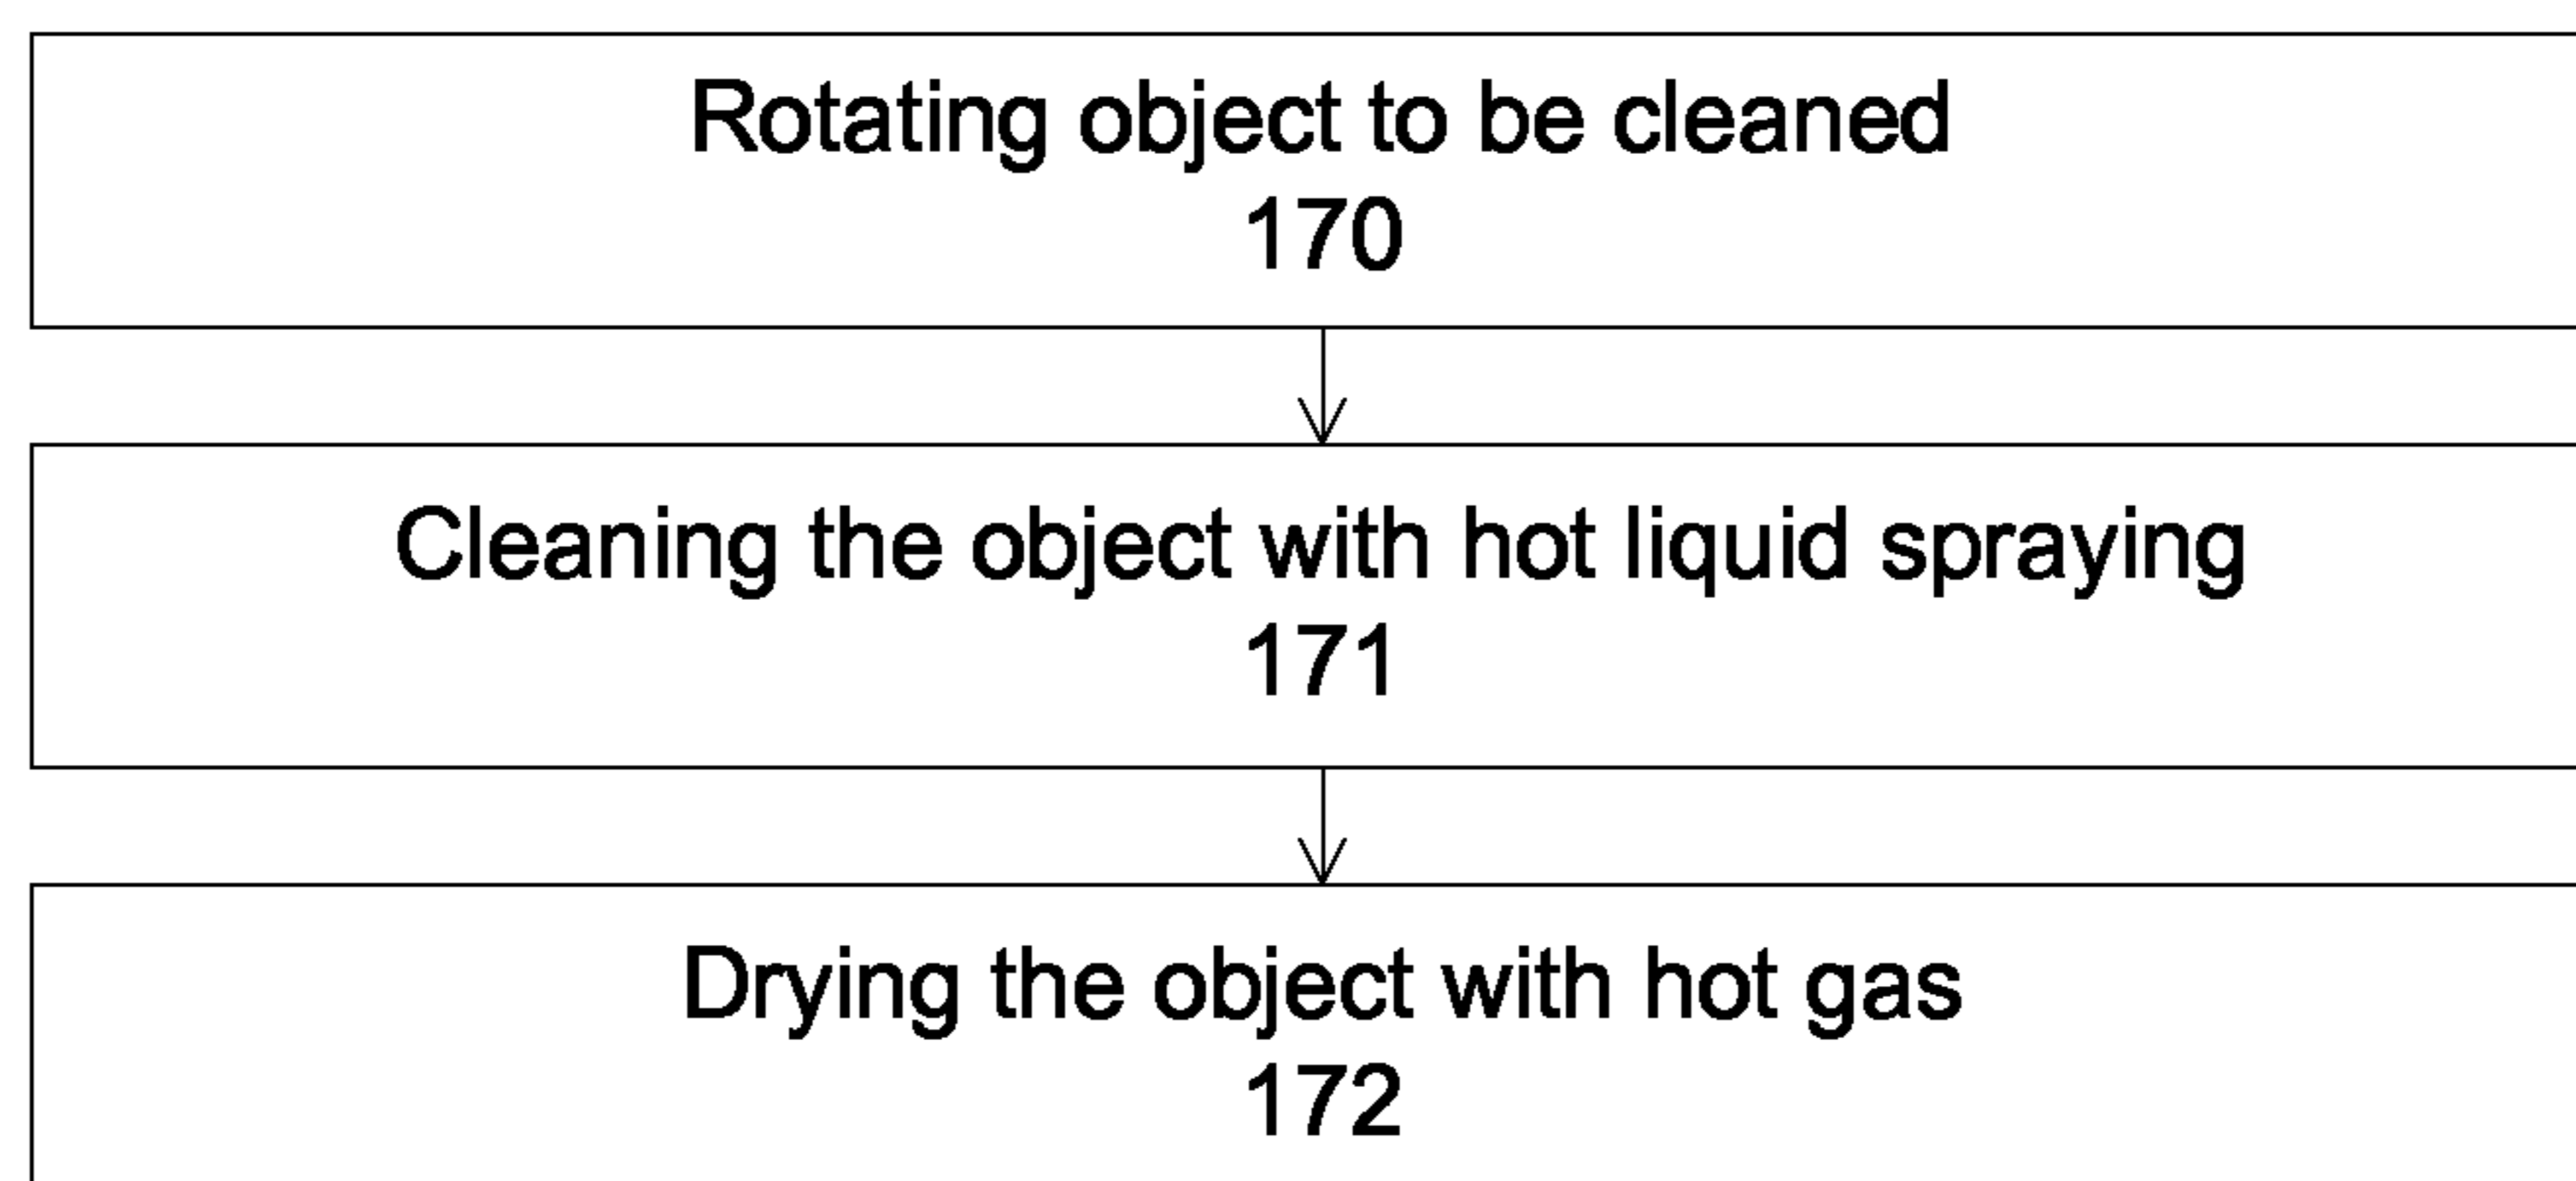 Rotating object to be cleaned
170
Cleaning the object with hot liquid spraying
171
Drying the object with hot gas
172